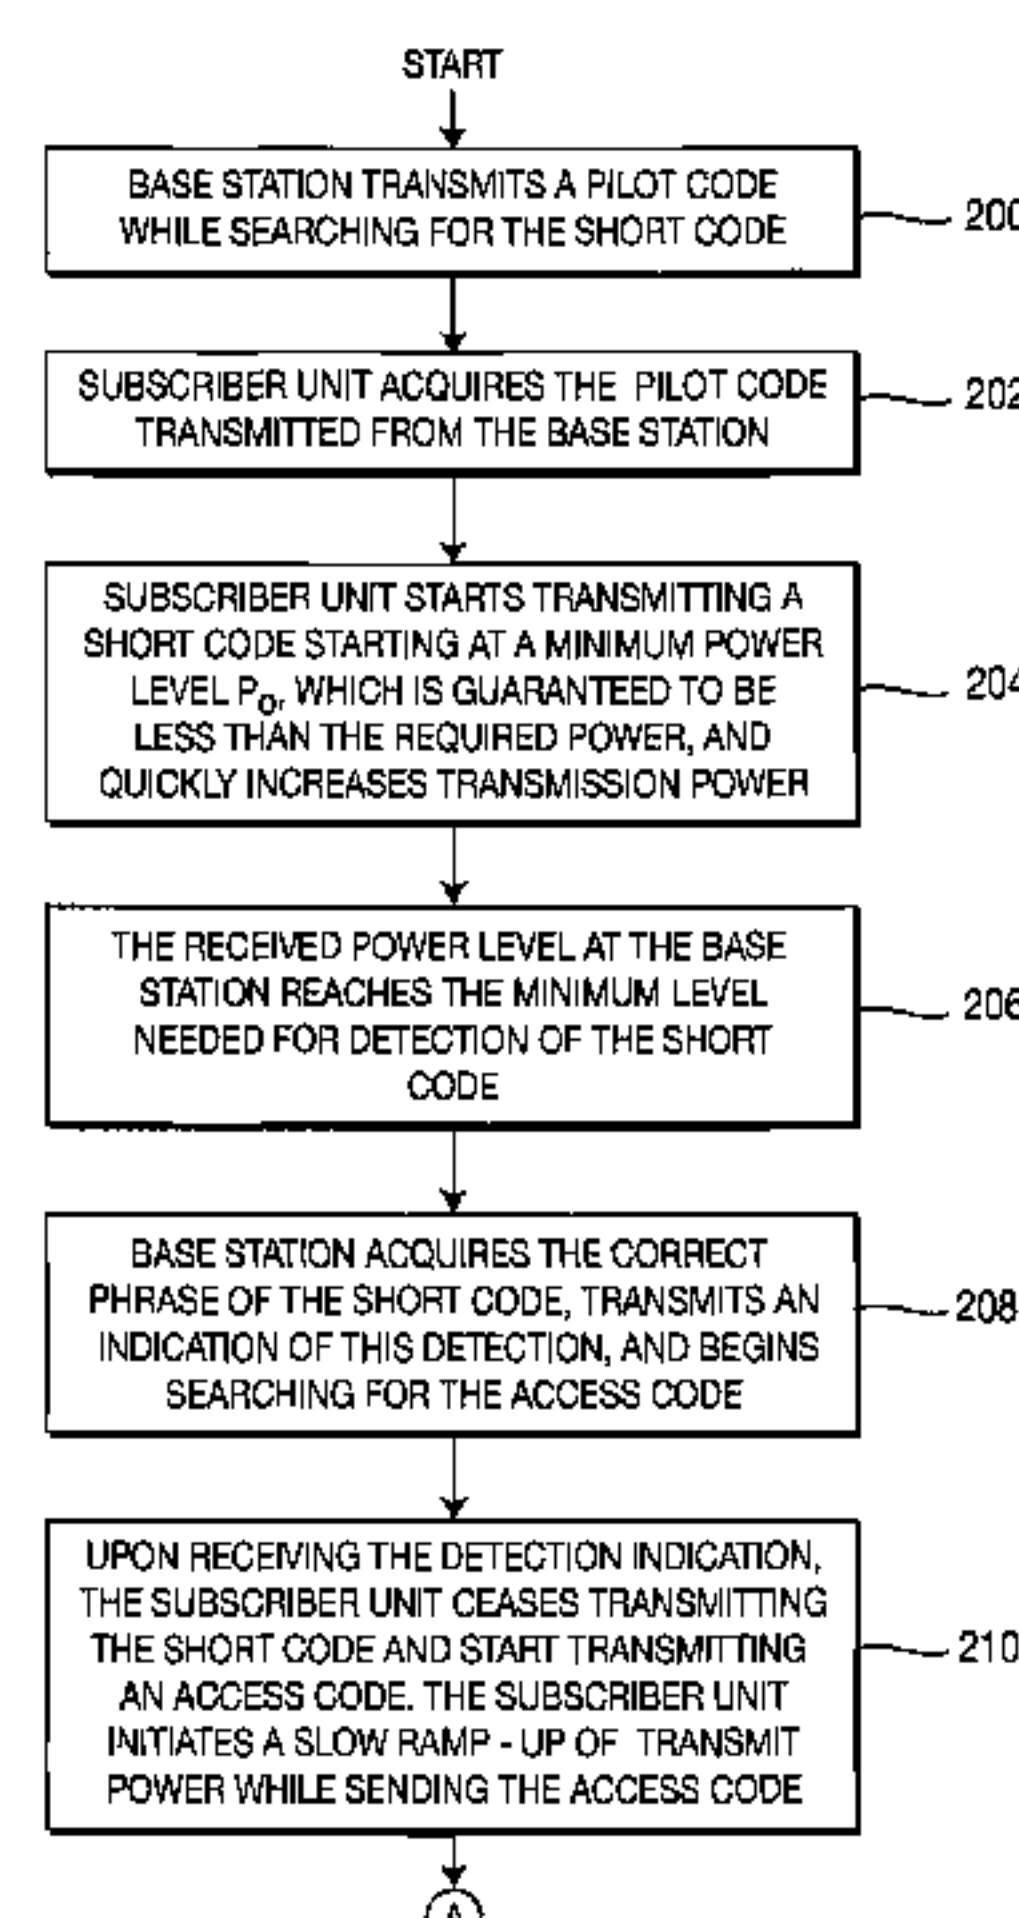 START
BASE STATION TRANSMITS A PILOT CODE
WHILE SEARCHING FOR THE SHORT CODE
200
SUBSCRIBER UNIT ACQUIRES THE PILOT CODE
TRANSMITTED FROM THE BASE STATION
202
SUBSCRIBER UNIT STARTS TRANSMITTING A
SHORT CODE STARTING AT A MINIMUM POWER
LEVEL PO, WHICH IS GUARANTEED TO BE
LESS THAN THE REQUIRED POWER, AND
QUICKLY INCREASES TRANSMISSION POWER
204
THE RECEIVED POWER LEVEL AT THE BASE
STATION REACHES THE MINIMUM LEVEL
NEEDED FOR DETECTION OF THE SHORT
CODE
206
BASE STATION ACQUIRES THE CORRECT
PHRASE OF THE SHORT CODE, TRANSMITS AN
INDICATION OF THIS DETECTION, AND BEGINS
SEARCHING FOR THE ACCESS CODE
208
UPON RECEIVING THE DETECTION INDICATION,
THE SUBSCRIBER UNIT CEASES TRANSMITTING
THE SHORT CODE AND START TRANSMITTING
AN ACCESS CODE. THE SUBSCRIBER UNIT
INITIATES A SLOW RAMP - UP OF TRANSMIT
POWER WHILE SENDING THE ACCESS CODE
210
A